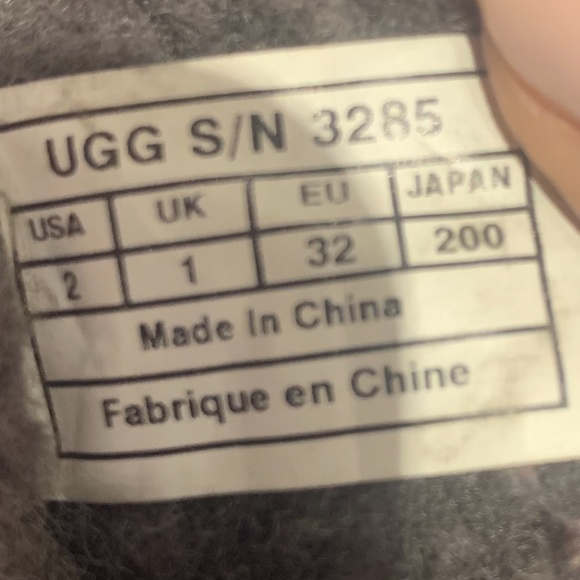 UGG S/N 3285
USA UK EU JAPAN
2 1 32 200
Made In China
Fabrique en Chine